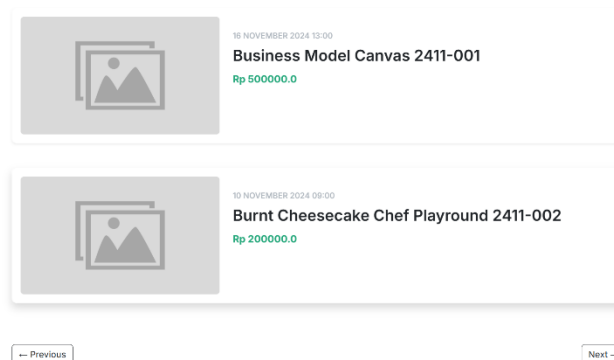 16 NOVEMBER 2024 13:00
Business Model Canvas 2411-001
Rp 500000.0
10 NOVEMBER 2024 09:00
Burnt Cheesecake Chef Playround 2411-002
Rp 200000.0
← Previous
Next